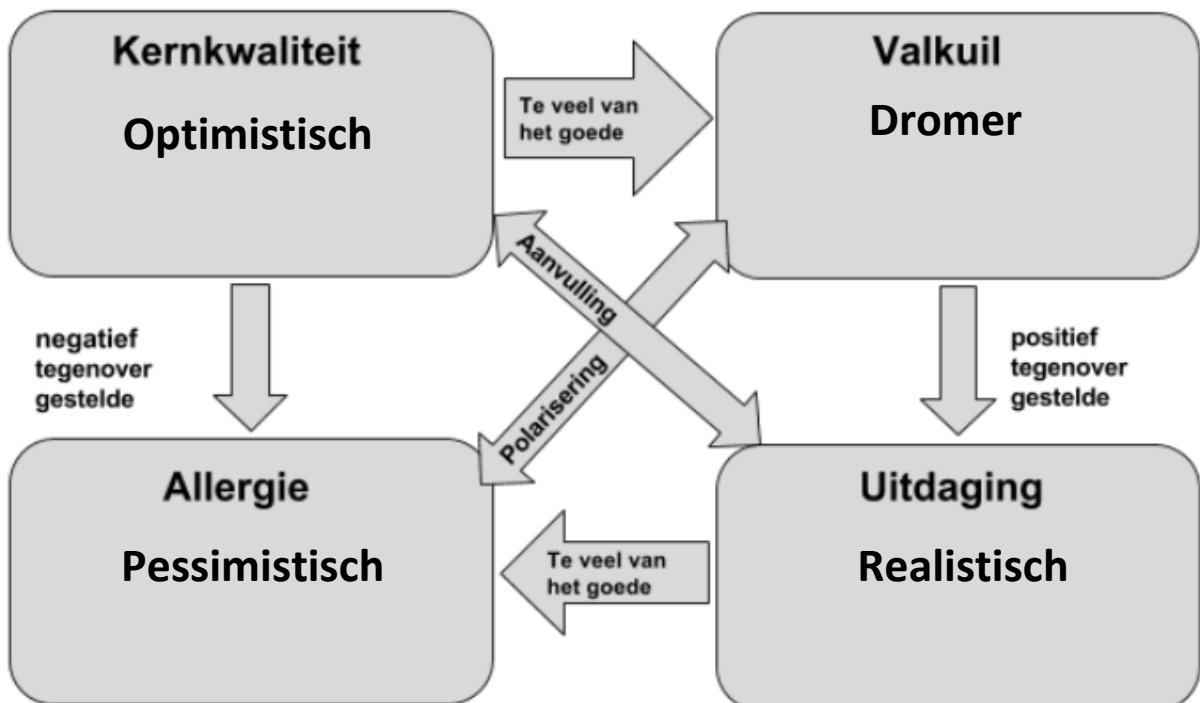 Kernkwaliteit
Optimistisch
Te veel van
het goede
Valkuil
Dromer
Aanvulling
Polarisering
negatief
tegenover
gestelde
positief
tegenover
gestelde
Allergie
Pessimistisch
Te veel van
het goede
Uitdaging
Realistisch